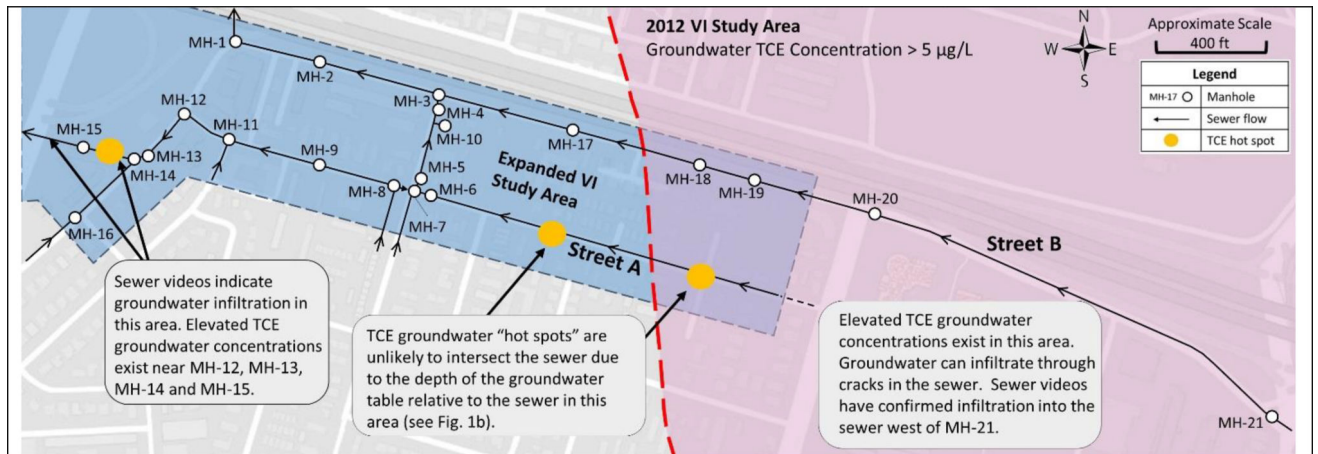 2012 VI Study Area
Groundwater TCE Concentration > 5 µg/L
N
W E
S
Approximate Scale
400 ft
Legend
MH-17 Manhole
Sewer flow
TCE hot spot
MH-1
MH-2
MH-3
MH-4
MH-10
MH-17
MH-12
MH-11
MH-15
MH-13
MH-14
MH-9
MH-5
MH-8
MH-6
MH-7
MH-16
Expanded VI
Study Area
MH-18
MH-19
MH-20
Street B
Street A
MH-21
Sewer videos indicate
groundwater infiltration in
this area. Elevated TCE
groundwater concentrations
exist near MH-12, MH-13,
MH-14 and MH-15.
TCE groundwater “hot spots” are
unlikely to intersect the sewer due
to the depth of the groundwater
table relative to the sewer in this
area (see Fig. 1b).
Elevated TCE groundwater
concentrations exist in this area.
Groundwater can infiltrate through
cracks in the sewer. Sewer videos
have confirmed infiltration into the
sewer west of MH-21.